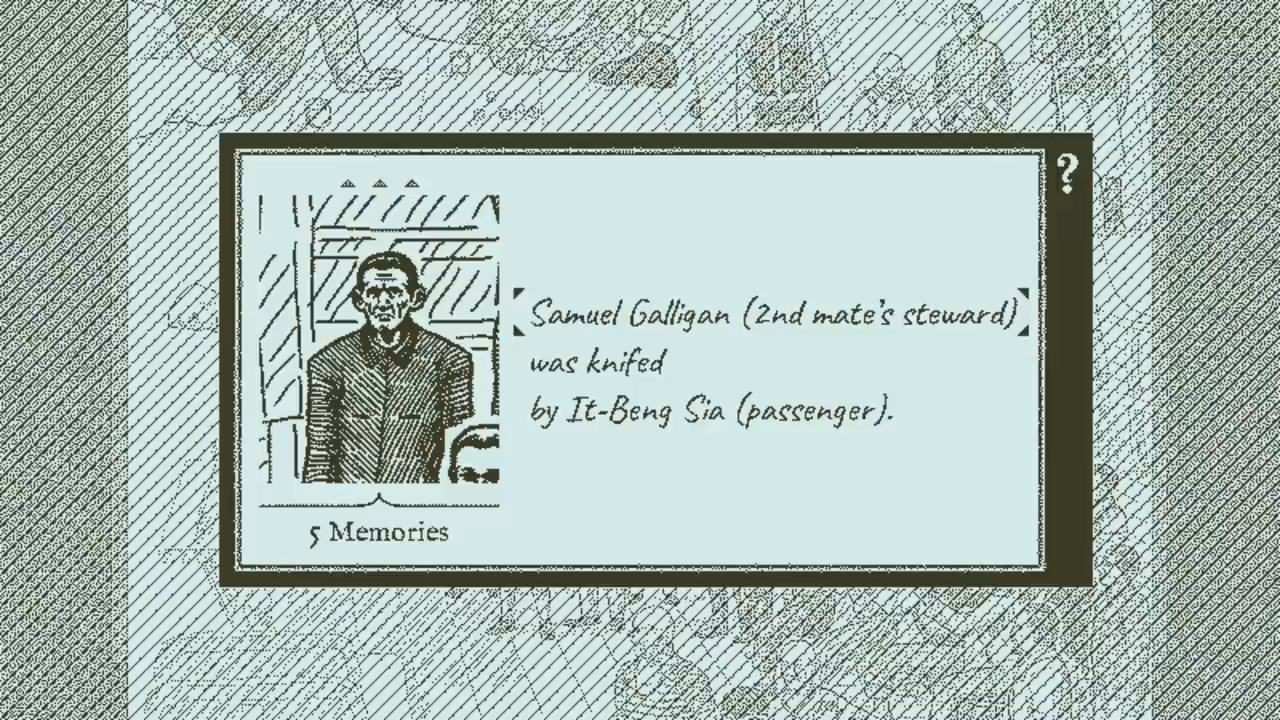 ?
Samuel Galligan (2nd mate's steward)
was knifed
by It-Beng Sia (passenger).
5 Memories